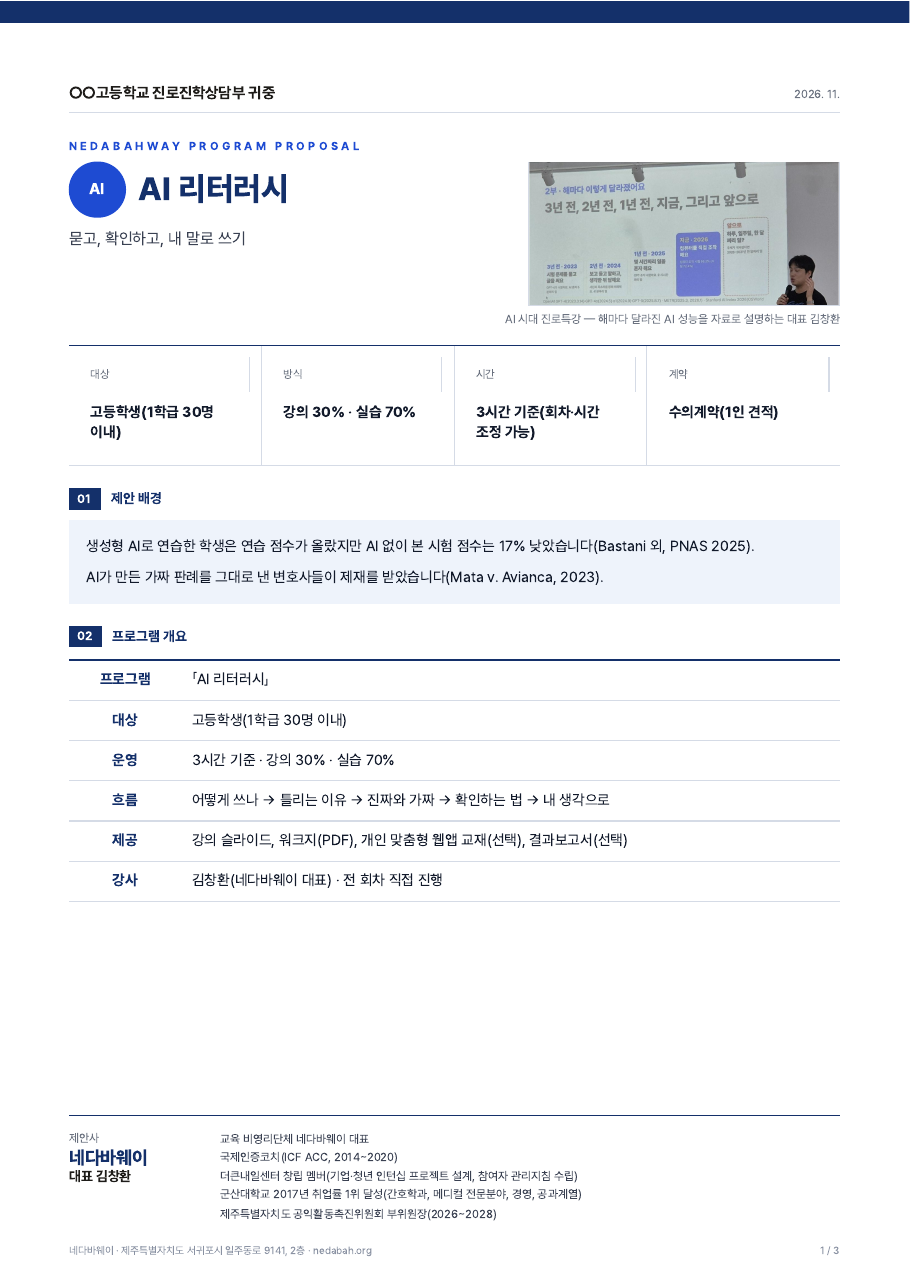 ○○고등학교 진로진학상담부 귀중
2026. 11.
NEDABAHWAY PROGRAM PROPOSAL
AI
AI 리터러시
묻고, 확인하고, 내 말로 쓰기
2부 · 해마다 이렇게 달라졌어요
3년 전, 2년 전, 1년 전, 지금, 그리고 앞으로
3년 전 · 2023
2년 전 · 2024
1년 전 · 2025
지금 · 2026
앞으로
AI 시대 진로특강 — 해마다 달라진 AI 성능을 자료로 설명하는 대표 김창환
대상
고등학생(1학급 30명
이내)
방식
강의 30% · 실습 70%
시간
3시간 기준(회차·시간
조정 가능)
계약
수의계약(1인 견적)
01 제안 배경
생성형 AI로 연습한 학생은 연습 점수가 올랐지만 AI 없이 본 시험 점수는 17% 낮았습니다(Bastani 외, PNAS 2025).
AI가 만든 가짜 판례를 그대로 낸 변호사들이 제재를 받았습니다(Mata v. Avianca, 2023).
02 프로그램 개요
프로그램 「AI 리터러시」
대상 고등학생(1학급 30명 이내)
운영 3시간 기준 · 강의 30% · 실습 70%
흐름 어떻게 쓰나 → 틀리는 이유 → 진짜와 가짜 → 확인하는 법 → 내 생각으로
제공 강의 슬라이드, 워크지(PDF), 개인 맞춤형 웹앱 교재(선택), 결과보고서(선택)
강사 김창환(네다바웨이 대표) · 전 회차 직접 진행
제안사
네다바웨이
대표 김창환
교육 비영리단체 네다바웨이 대표
국제인증코치(ICF ACC, 2014~2020)
더큰내일센터 창립 멤버(기업·청년 인턴십 프로젝트 설계, 참여자 관리지침 수립)
군산대학교 2017년 취업률 1위 달성(간호학과, 메디컬 전문분야, 경영, 공과계열)
제주특별자치도 공익활동촉진위원회 부위원장(2026~2028)
네다바웨이 · 제주특별자치도 서귀포시 일주동로 9141, 2층 · nedabah.org
1 / 3